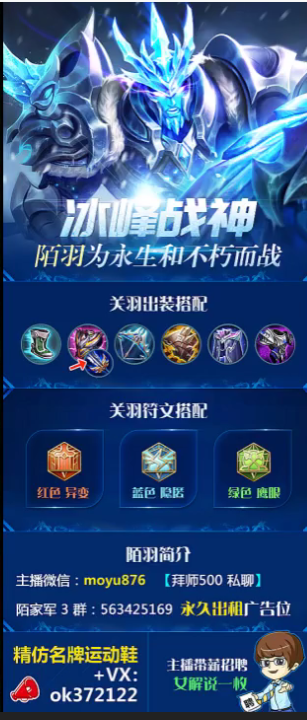 冰峰战神
陌羽为永生和不朽而战
关羽出装搭配
关羽符文搭配
红色 异变
蓝色 隐匿
绿色 鹰眼
陌羽简介
主播微信：moyu876 【拜师500 私聊】
陌家军 3 群：563425169 永久出租广告位
精仿名牌运动鞋
+VX:
ok372122
主播带薪招聘
女解说一枚